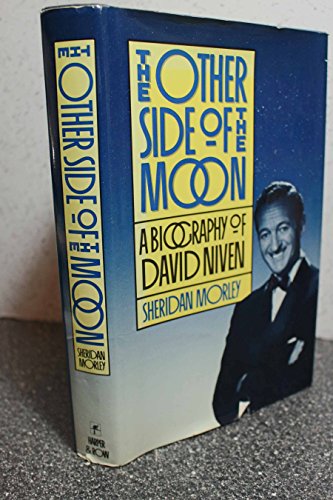 THE OTHER
SIDE OF THE
MOON
A BIOGRAPHY OF
DAVID NIVEN
SHERIDAN MORLEY
THE OTHER SIDE OF THE MOON
SHERIDAN
MORLEY
HARPER
& ROW